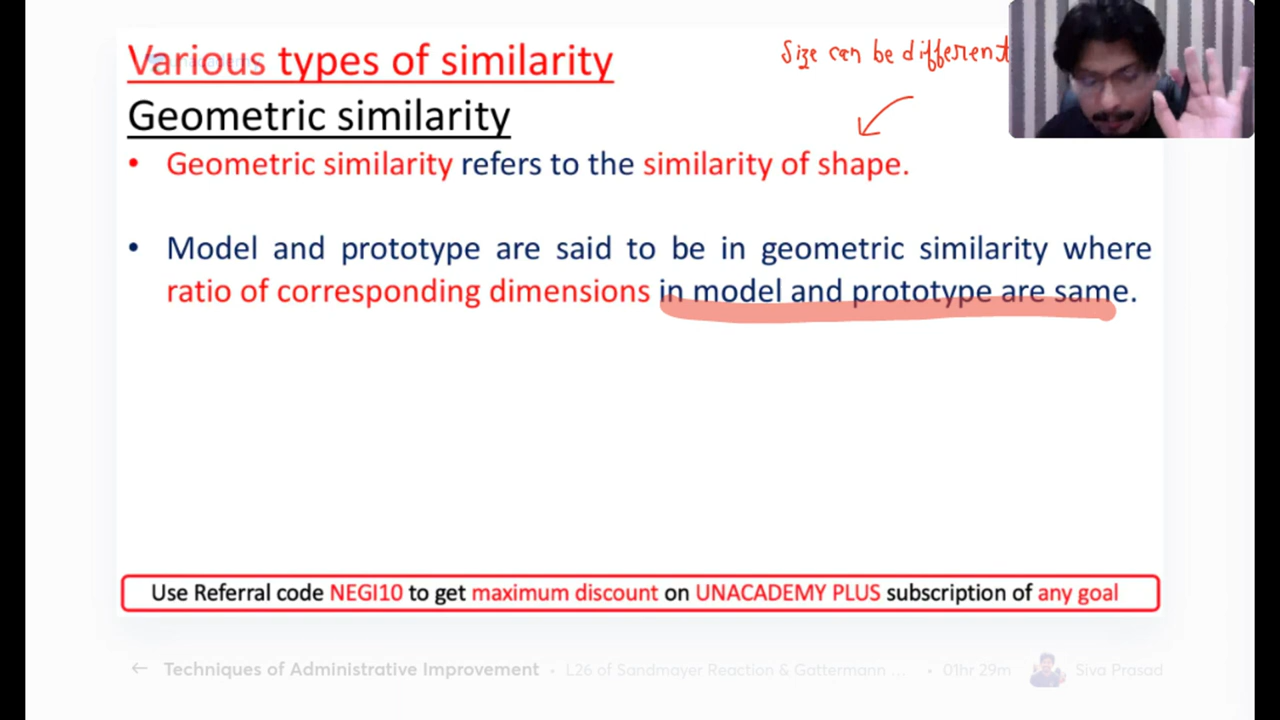 Various types of similarity
Size can be different
Geometric similarity
• Geometric similarity refers to the similarity of shape.
• Model and prototype are said to be in geometric similarity where
ratio of corresponding dimensions in model and prototype are same.
Use Referral code NEGI10 to get maximum discount on UNACADEMY PLUS subscription of any goal
← Techniques of Administrative Improvement • L26 of Sandmayer Reaction & Gattermann ... • 01hr 29m Siva Prasad